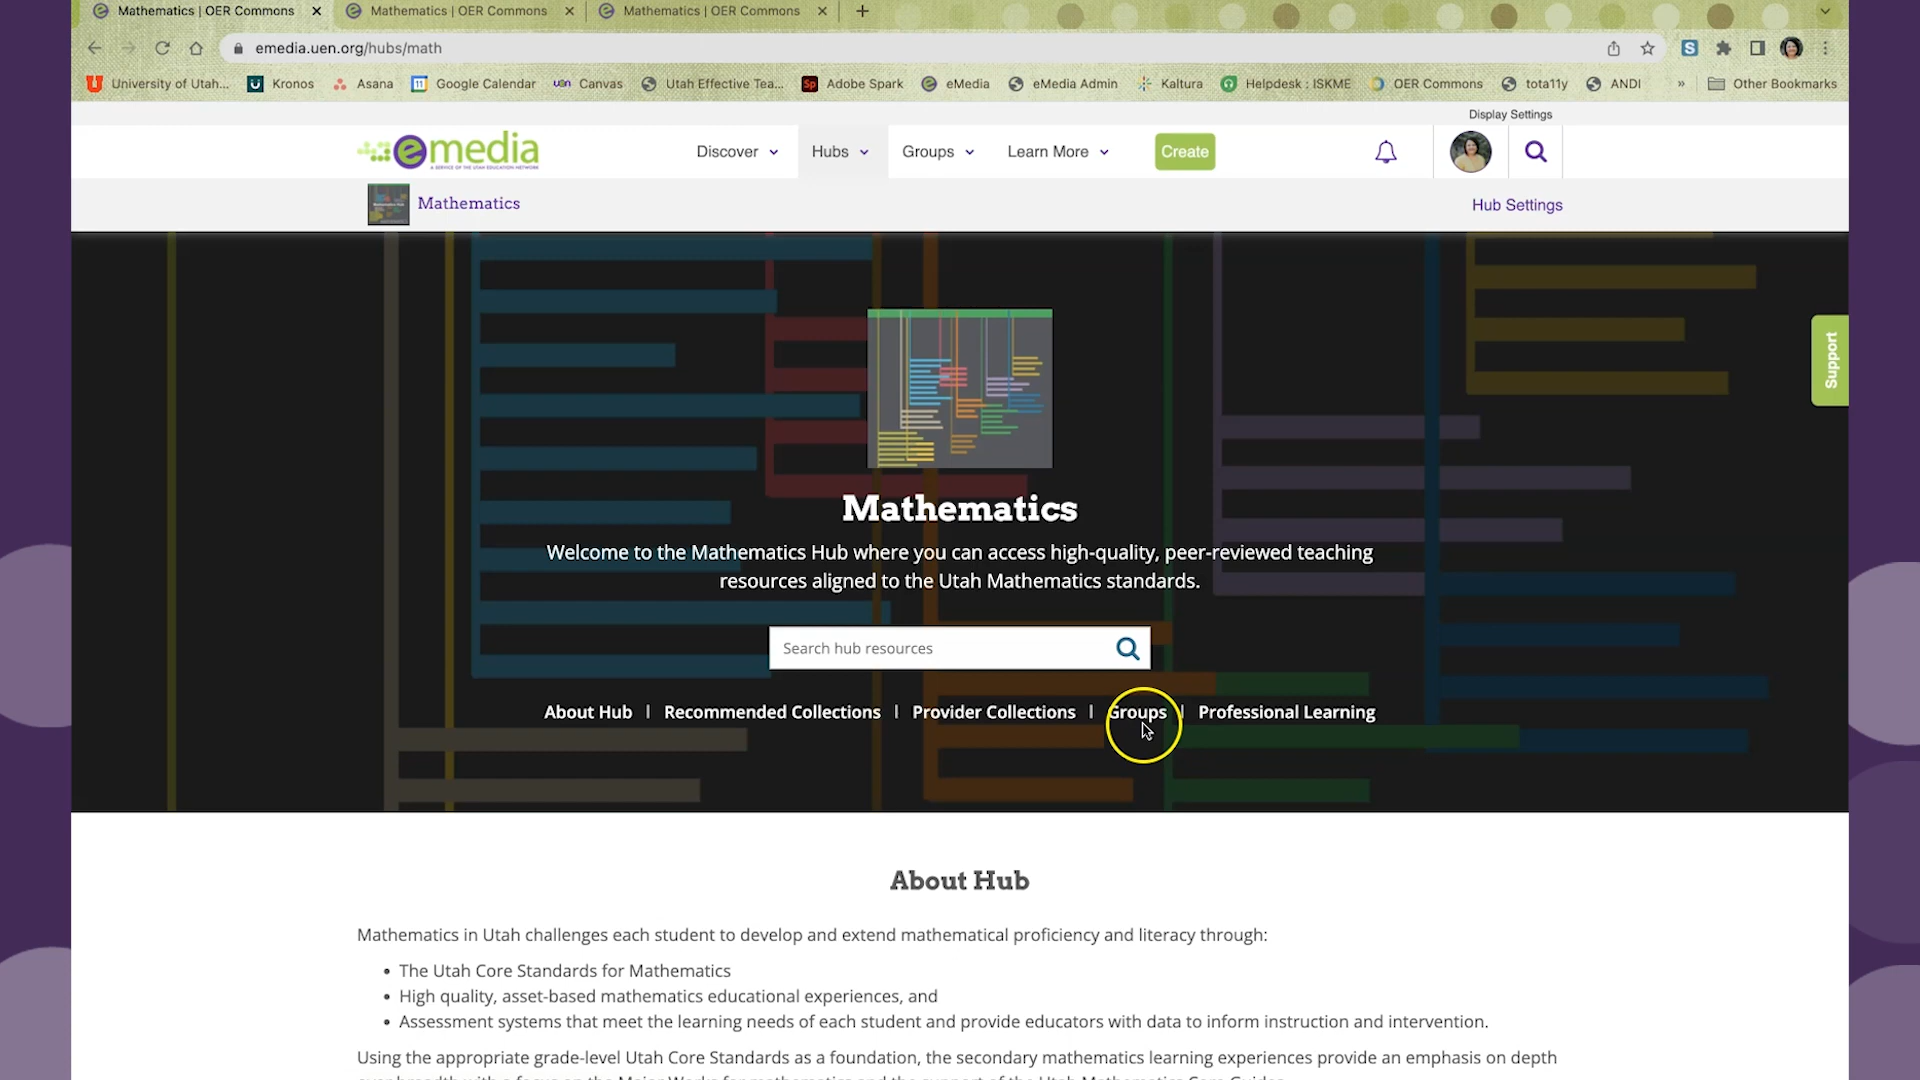 Mathematics | OER Commons
Mathematics | OER Commons
Mathematics | OER Commons
emedia.uen.org/hubs/math
University of Utah... Kronos Asana Google Calendar Canvas Utah Effective Tea... Adobe Spark eMedia eMedia Admin Kaltura Helpdesk : ISKME OER Commons tota11y ANDI » Other Bookmarks
Display Settings
emedia
A SERVICE OF THE UTAH EDUCATION NETWORK
Discover Hubs Groups Learn More Create
Mathematics
Hub Settings
Support
Mathematics
Welcome to the Mathematics Hub where you can access high-quality, peer-reviewed teaching
resources aligned to the Utah Mathematics standards.
Search hub resources
About Hub | Recommended Collections | Provider Collections | Groups | Professional Learning
About Hub
Mathematics in Utah challenges each student to develop and extend mathematical proficiency and literacy through:
• The Utah Core Standards for Mathematics
• High quality, asset-based mathematics educational experiences, and
• Assessment systems that meet the learning needs of each student and provide educators with data to inform instruction and intervention.
Using the appropriate grade-level Utah Core Standards as a foundation, the secondary mathematics learning experiences provide an emphasis on depth